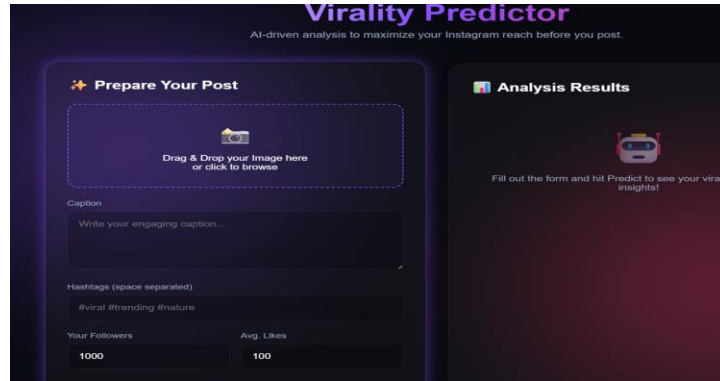 Virality Predictor
AI-driven analysis to maximize your Instagram reach before you post.
✨ Prepare Your Post
Drag & Drop your Image here
or click to browse
Caption
Write your engaging caption...
Hashtags (space separated)
#viral #trending #nature
Your Followers
Avg. Likes
1000
100
📊 Analysis Results
Fill out the form and hit Predict to see your
insights!